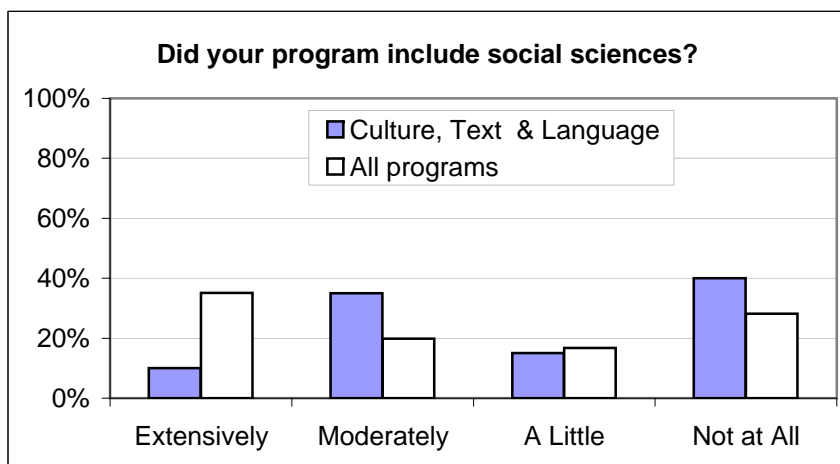 Did your program include social sciences?
100%
80%
60%
40%
20%
0%
Culture, Text & Language
All programs
Extensively Moderately A Little Not at All